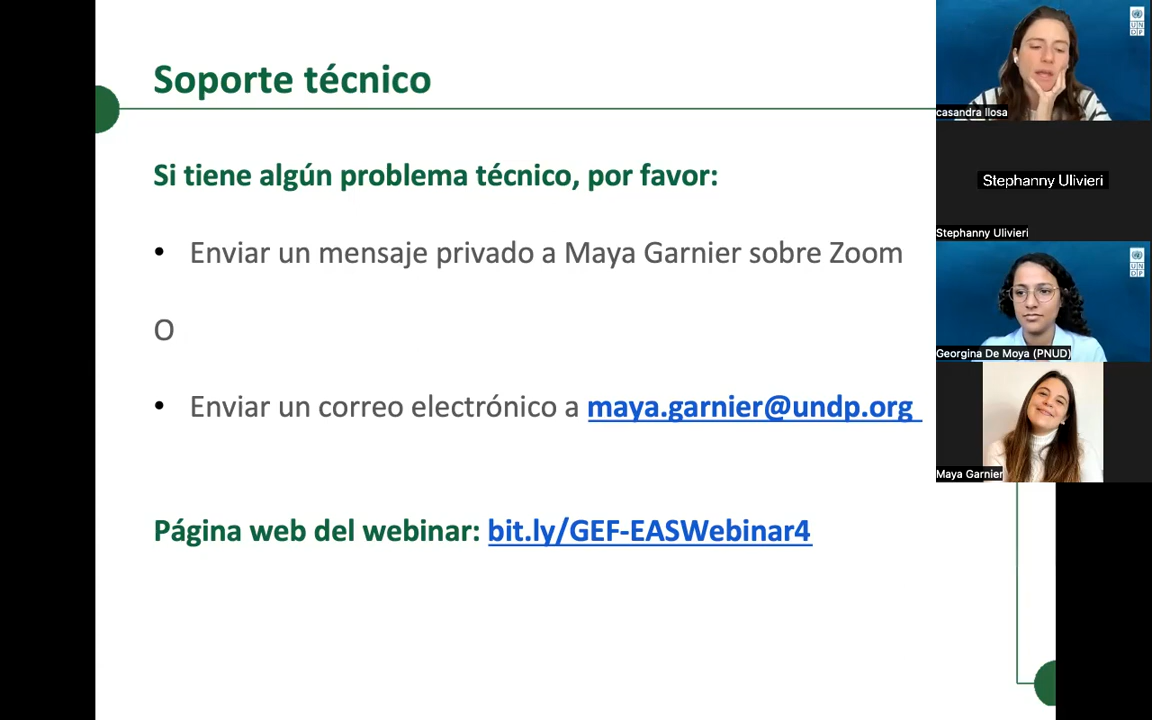 Soporte técnico
Si tiene algún problema técnico, por favor:
• Enviar un mensaje privado a Maya Garnier sobre Zoom
O
• Enviar un correo electrónico a maya.garnier@undp.org
Página web del webinar: bit.ly/GEF-EASWebinar4
U N
D P
casandra llosa
Stephanny Ulivieri
Stephanny Ulivieri
U N
D P
Georgina De Moya (PNUD)
Maya Garnier